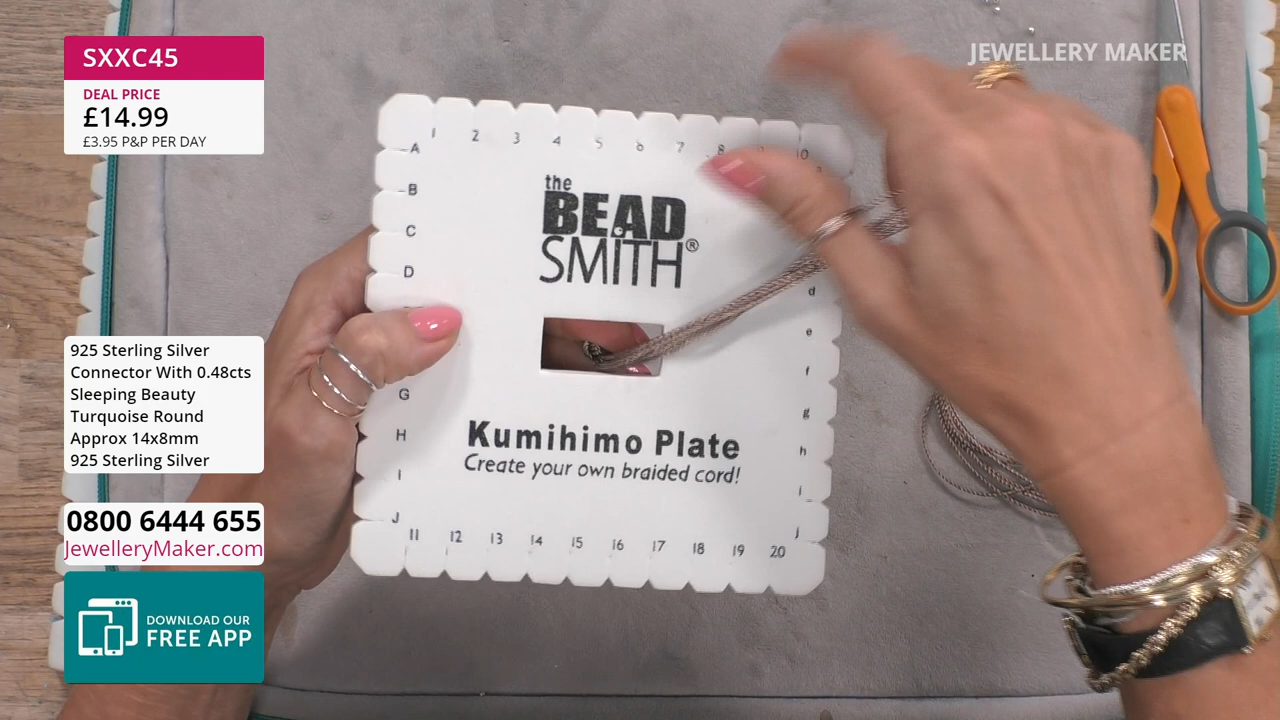 SXXC45
DEAL PRICE
£14.99
£3.95 P&P PER DAY
925 Sterling Silver
Connector With 0.48cts
Sleeping Beauty
Turquoise Round
Approx 14x8mm
925 Sterling Silver
0800 6444 655
JewelleryMaker.com
DOWNLOAD OUR
FREE APP
JEWELLERY MAKER
1 2 3 4 5 6 7 8 10
A
B
C
D
G
H
I
J
the
BEAD
SMITH®
Kumihimo Plate
Create your own braided cord!
d
e
f
g
h
i
j
11 12 13 14 15 16 17 18 19 20